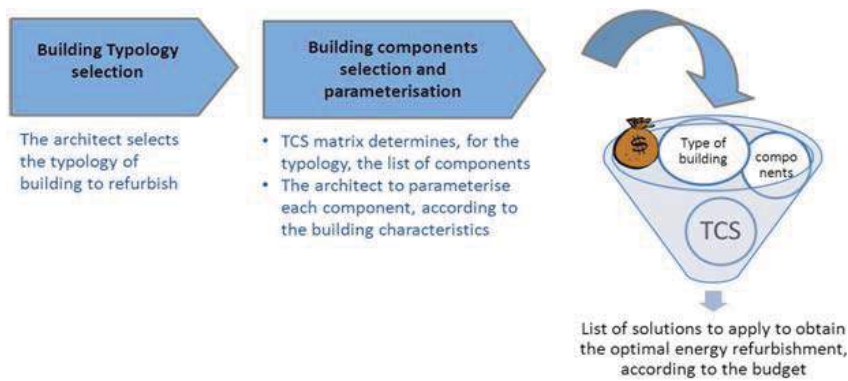 Building Typology
selection
The architect selects
the typology of
building to refurbish
Building components
selection and
parameterisation
• TCS matrix determines, for the
typology, the list of components
• The architect to parameterise
each component, according to
the building characteristics
$
Type of
building
compo
nents
TCS
List of solutions to apply to obtain
the optimal energy refurbishment,
according to the budget